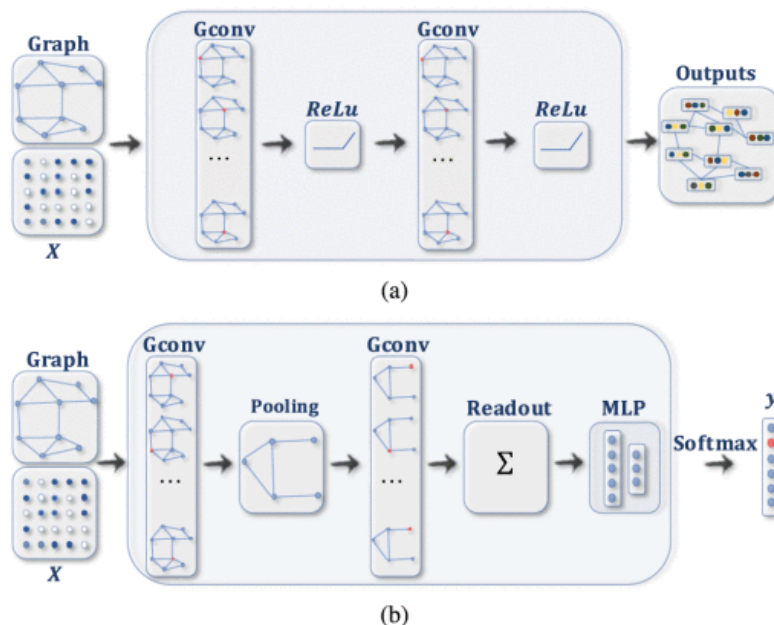 Graph
X
Gconv
...
ReLu
Gconv
...
ReLu
Outputs
(a)
Graph
X
Gconv
...
Pooling
Gconv
...
Readout
Σ
MLP
Softmax
y
(b)